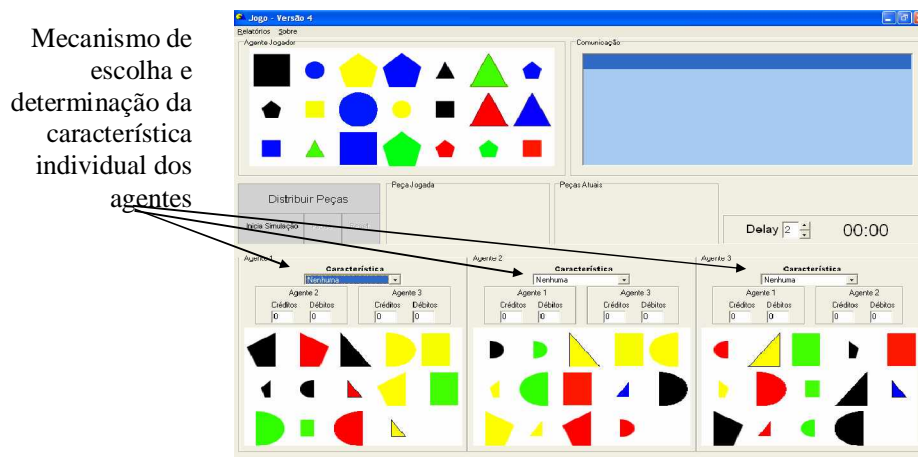 Mecanismo de
escolha e
determinação da
característica
individual dos
agentes
Jogo - Versão 4
Relatórios Sobre
Agente Jogador
Comunicação
Distribuir Peças
Peça Jogada
Peças Atuais
Inicia Simulação
Delay 2
00:00
Agente 1
Característica
Nenhuma
Agente 2 Agente 3
Créditos Débitos Créditos Débitos
0 0 0 0
Agente 2
Característica
Nenhuma
Agente 1 Agente 3
Créditos Débitos Créditos Débitos
0 0 0 0
Agente 3
Característica
Nenhuma
Agente 1 Agente 2
Créditos Débitos Créditos Débitos
0 0 0 0